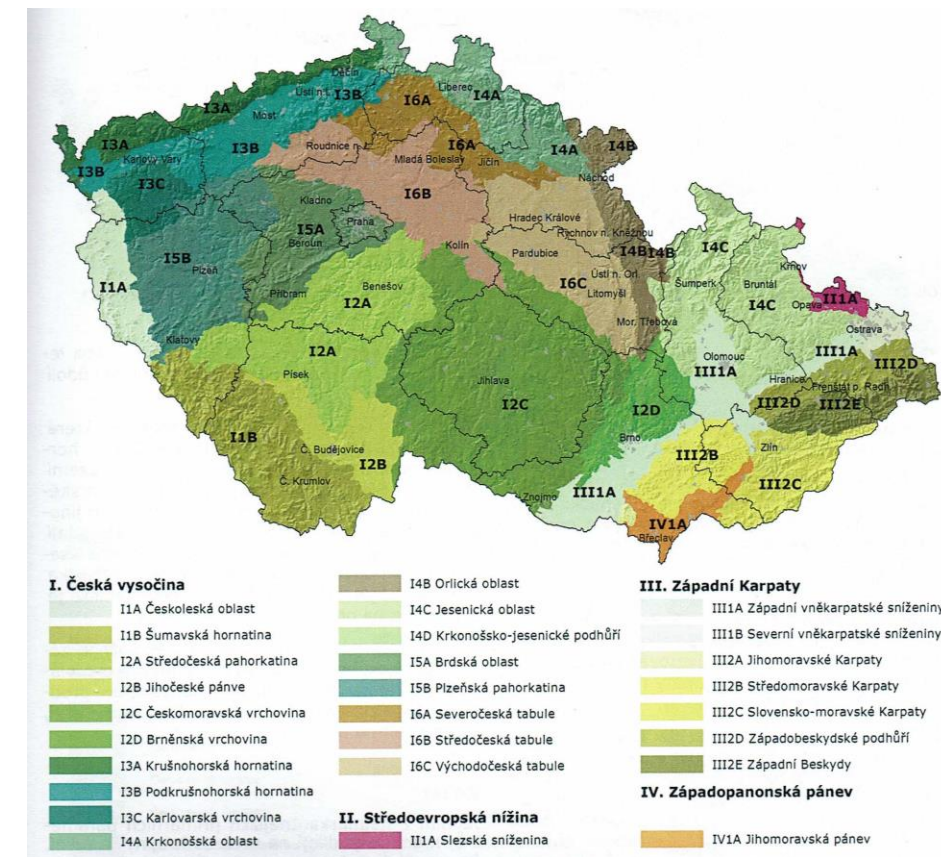 Děčín
Liberec
I4A
Ústí n.L.
I3B
I6A
I3A
Most
I3A
I3B
Roudnice n.
I6A
Mladá Boleslav
Jičín
I4A
I4B
Karlovy Vary
I3B
I3C
Náchod
Kladno
I6B
Hradec Králové
Praha
I5A
Rychnov n. Kněžnou
Beroun
Kolín
Pardubice
I4B
I4B
I4C
Krnov
I5B
Plzeň
I1A
Příbram
Benešov
I2A
I6C
Ústí n. Orl.
Litomyšl
Šumperk
Bruntál
I4C
Opava
II1A
Mor. Třebová
Ostrava
Klatovy
I2A
Písek
Olomouc
III1A
III1A
Hranice
III2D
Frenštát p. Radh.
Jihlava
I2C
I2D
III2D
III2E
I1B
Č. Budějovice
I2B
Brno
III2B
Zlín
Č. Krumlov
Znojmo
III1A
III2C
IV1A
Břeclav
I. Česká vysočina
I1A Českoleská oblast
I1B Šumavská hornatina
I2A Středočeská pahorkatina
I2B Jihočeské pánve
I2C Českomoravská vrchovina
I2D Brněnská vrchovina
I3A Krušnohorská hornatina
I3B Podkrušnohorská hornatina
I3C Karlovarská vrchovina
I4A Krkonošská oblast
I4B Orlická oblast
I4C Jesenická oblast
I4D Krkonošsko-jesenické podhůří
I5A Brdská oblast
I5B Plzeňská pahorkatina
I6A Severočeská tabule
I6B Středočeská tabule
I6C Východočeská tabule
II. Středoevropská nížina
II1A Slezská sníženina
III. Západní Karpaty
III1A Západní vněkarpatské sníženiny
III1B Severní vněkarpatské sníženiny
III2A Jihomoravské Karpaty
III2B Středomoravské Karpaty
III2C Slovensko-moravské Karpaty
III2D Západobeskydské podhůří
III2E Západní Beskydy
IV. Západopanonská pánev
IV1A Jihomoravská pánev